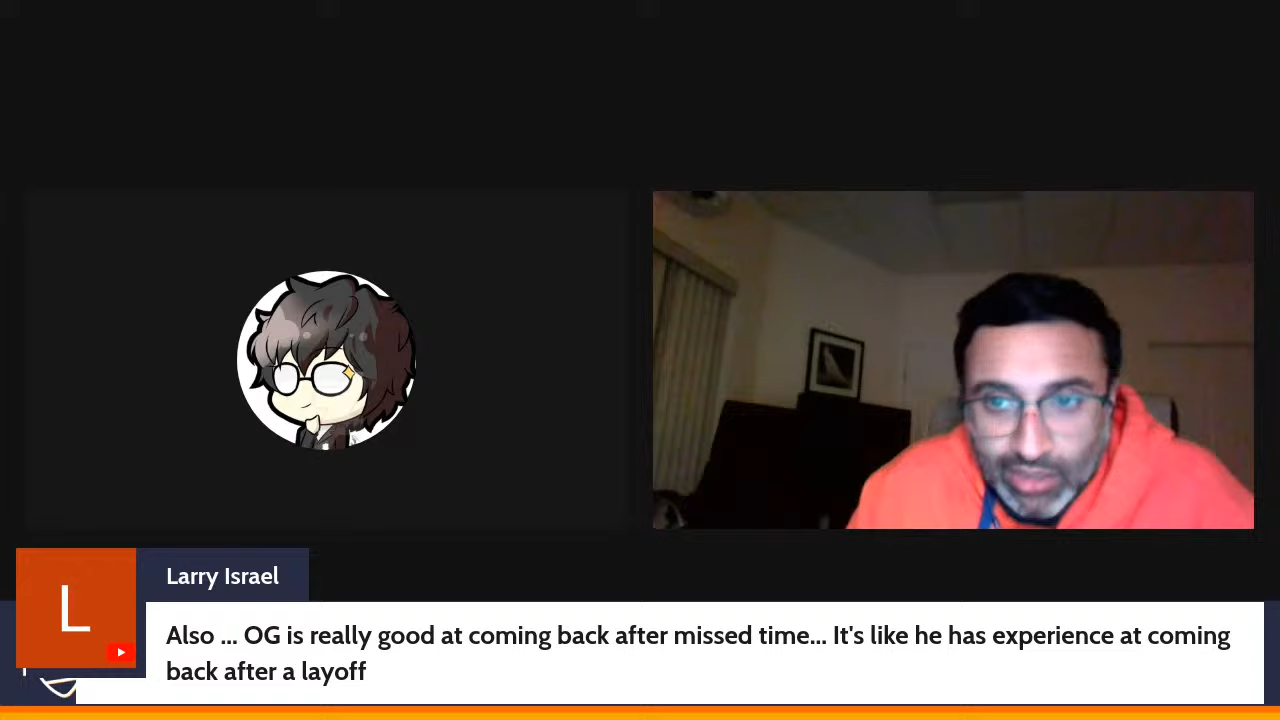 L
Larry Israel
Also ... OG is really good at coming back after missed time... It's like he has experience at coming
back after a layoff